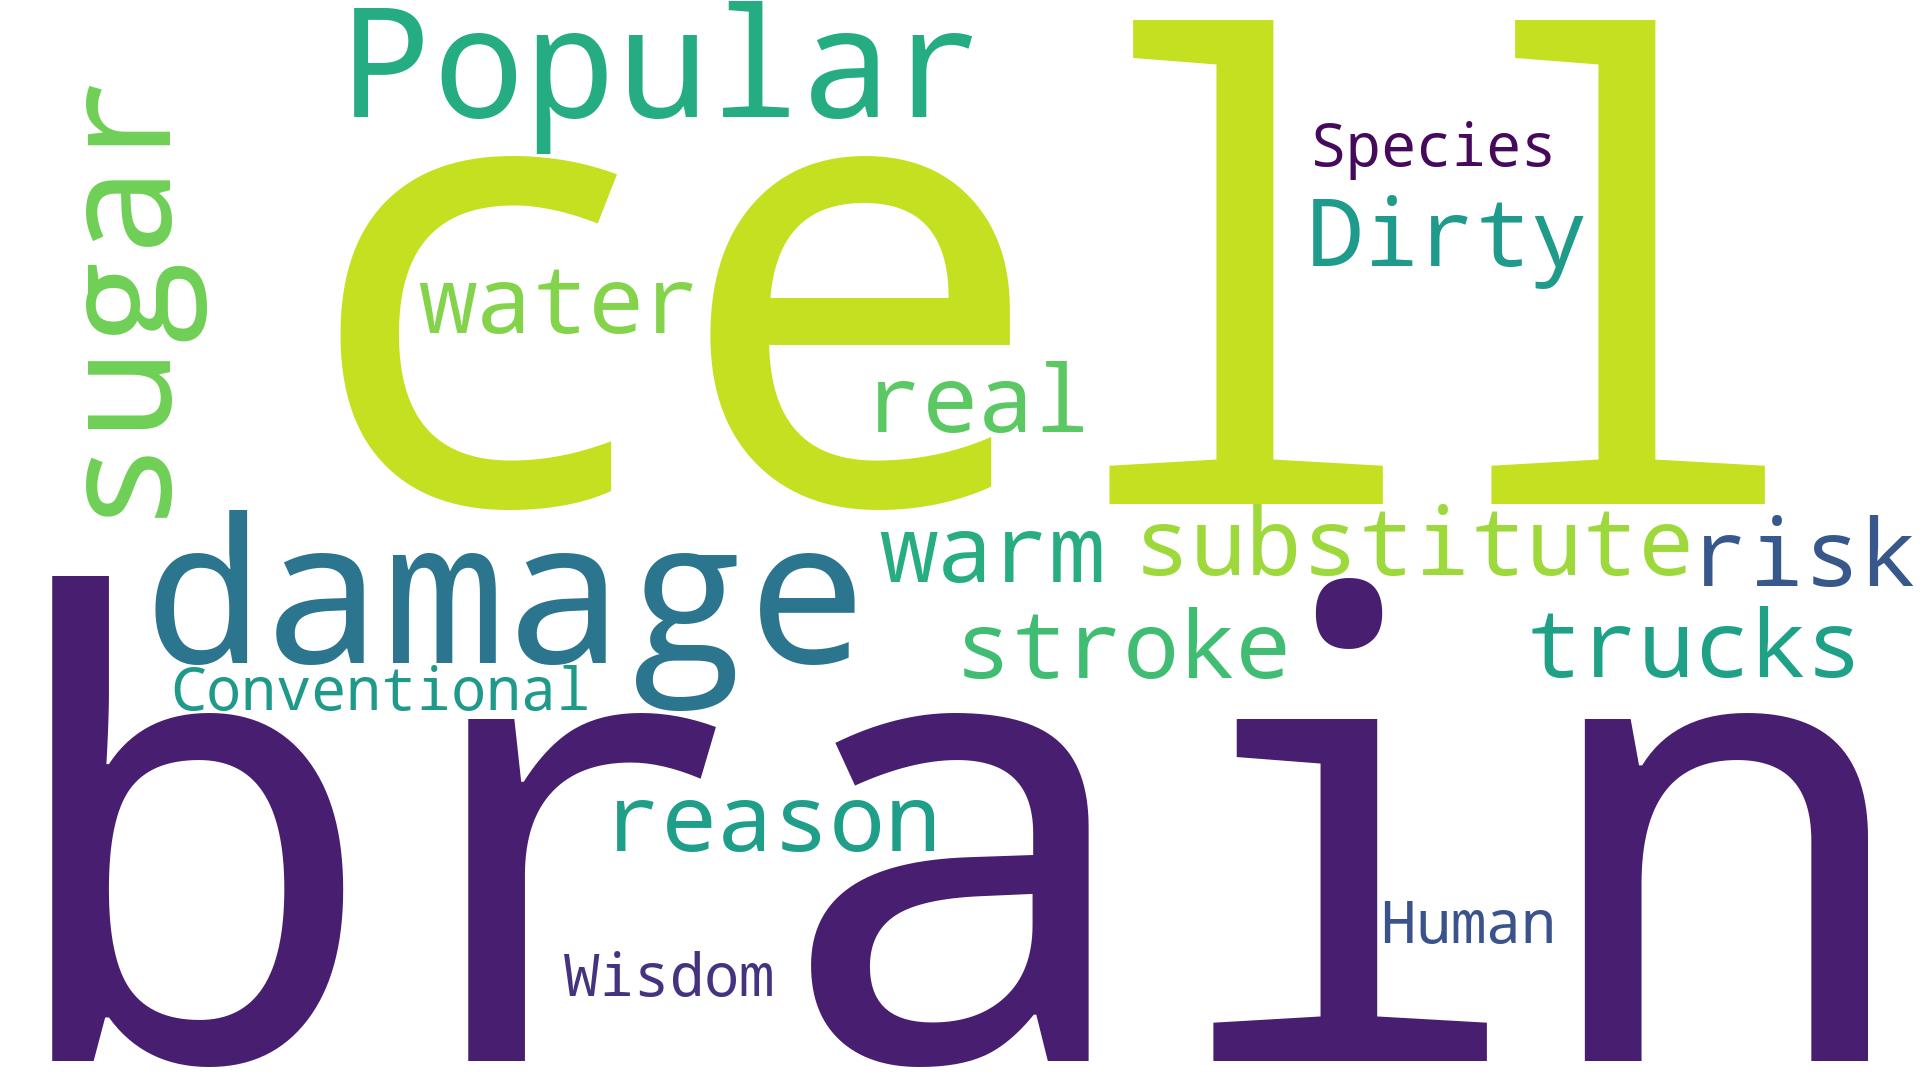 Popular
sugar
cell
Species
Dirty
water
real
damage
warm
substitute
risk
stroke
trucks
Conventional
brain
reason
Human
Wisdom